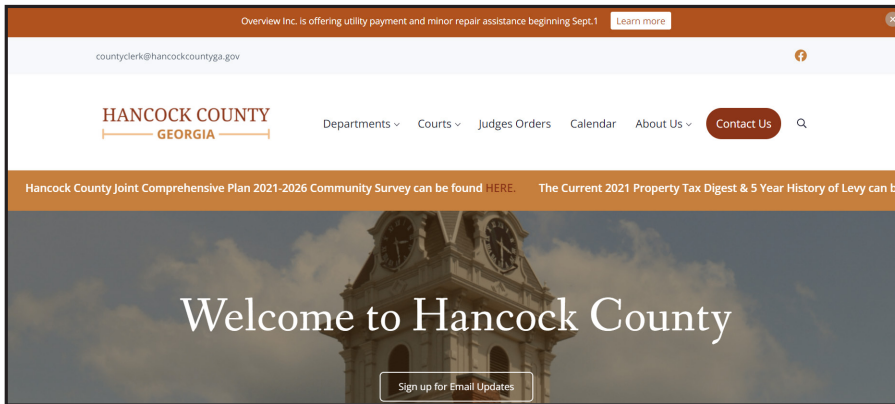 Overview Inc. is offering utility payment and minor repair assistance beginning Sept.1 Learn more
countyclerk@hancockcountyga.gov
HANCOCK COUNTY
GEORGIA
Departments Courts Judges Orders Calendar About Us Contact Us
Hancock County Joint Comprehensive Plan 2021-2026 Community Survey can be found HERE. The Current 2021 Property Tax Digest & 5 Year History of Levy can
Welcome to Hancock County
Sign up for Email Updates